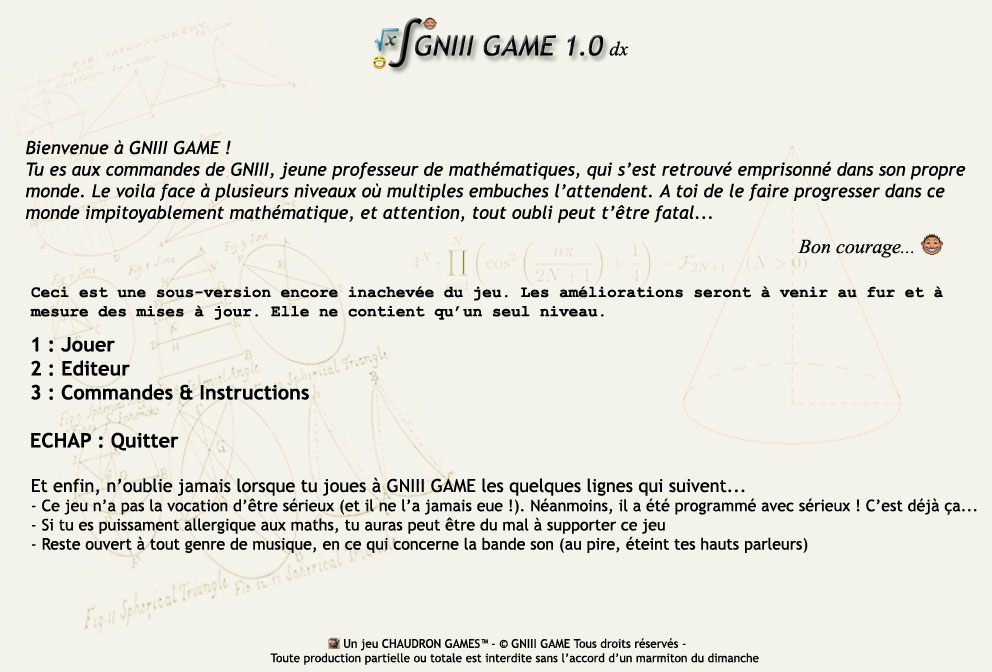 GNIII GAME 1.0 dx
Bienvenue à GNIII GAME !
Tu es aux commandes de GNIII, jeune professeur de mathématiques, qui s’est retrouvé emprisonné dans son propre
monde. Le voila face à plusieurs niveaux où multiples embuches l’attendent. A toi de le faire progresser dans ce
monde impitoyablement mathématique, et attention, tout oubli peut t’être fatal...
Bon courage...
Ceci est une sous-version encore inachevée du jeu. Les améliorations seront à venir au fur et à
mesure des mises à jour. Elle ne contient qu’un seul niveau.
1 : Jouer
2 : Editeur
3 : Commandes & Instructions
ECHAP : Quitter
Et enfin, n’oublie jamais lorsque tu joues à GNIII GAME les quelques lignes qui suivent...
- Ce jeu n’a pas la vocation d’être sérieux (et il ne l’a jamais eue !). Néanmoins, il a été programmé avec sérieux ! C’est déjà ça...
- Si tu es puissament allergique aux maths, tu auras peut être du mal à supporter ce jeu
- Reste ouvert à tout genre de musique, en ce qui concerne la bande son (au pire, éteint tes hauts parleurs)
Fig. 11 Spherical Triangle Fig. 12 Spherical Triangle
Un jeu CHAUDRON GAMES™ - © GNIII GAME Tous droits réservés -
Toute production partielle ou totale est interdite sans l’accord d’un marmiton du dimanche